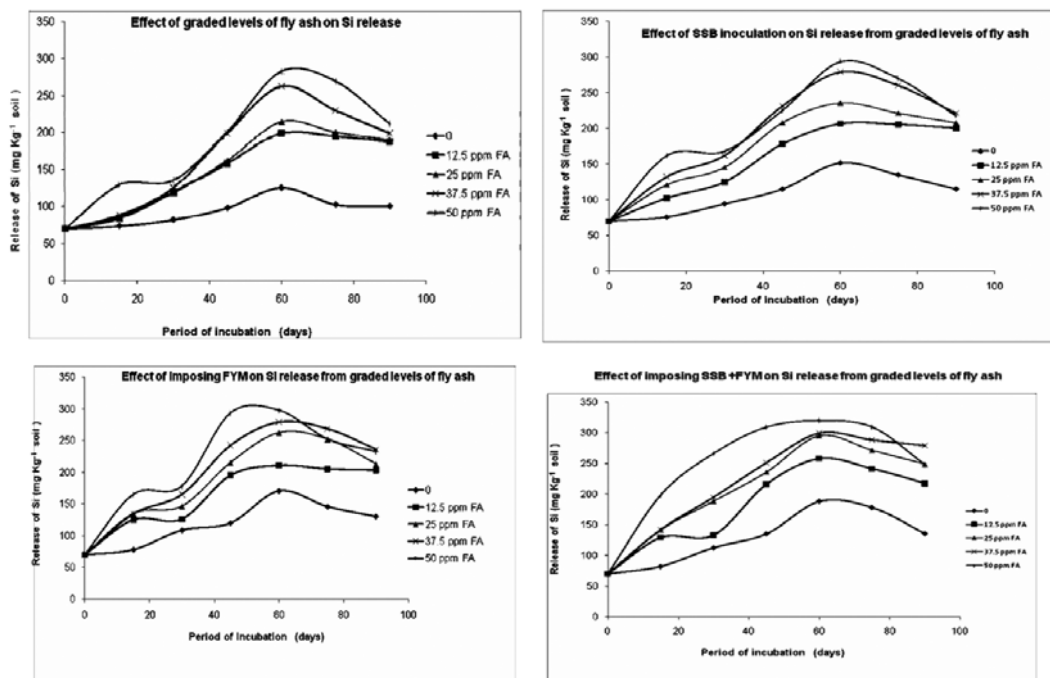 Effect of graded levels of fly ash on Si release
350
300
250
200
150
100
50
0
0 20 40 60 80 100
Release of Si (mg Kg⁻¹ soil )
Period of incubation (days)
0
12.5 ppm FA
25 ppm FA
37.5 ppm FA
50 ppm FA
Effect of SSB inoculation on Si release from graded levels of fly ash
350
300
250
200
150
100
50
0
0 20 40 60 80 100
Release of Si (mg Kg⁻¹ soil )
Period of incubation (days)
0
12.5 ppm FA
25 ppm FA
37.5 ppm FA
50 ppm FA
Effect of imposing FYM on Si release from graded levels of fly ash
350
300
250
200
150
100
50
0
0 20 40 60 80 100
Release of Si (mg Kg⁻¹ soil )
Period of incubation (days)
0
12.5 ppm FA
25 ppm FA
37.5 ppm FA
50 ppm FA
Effect of imposing SSB+FYM on Si release from graded levels of fly ash
350
300
250
200
150
100
50
0
0 20 40 60 80 100
Release of Si (mg Kg⁻¹ soil )
Period of incubation (days)
0
12.5 ppm FA
25 ppm FA
37.5 ppm FA
50 ppm FA